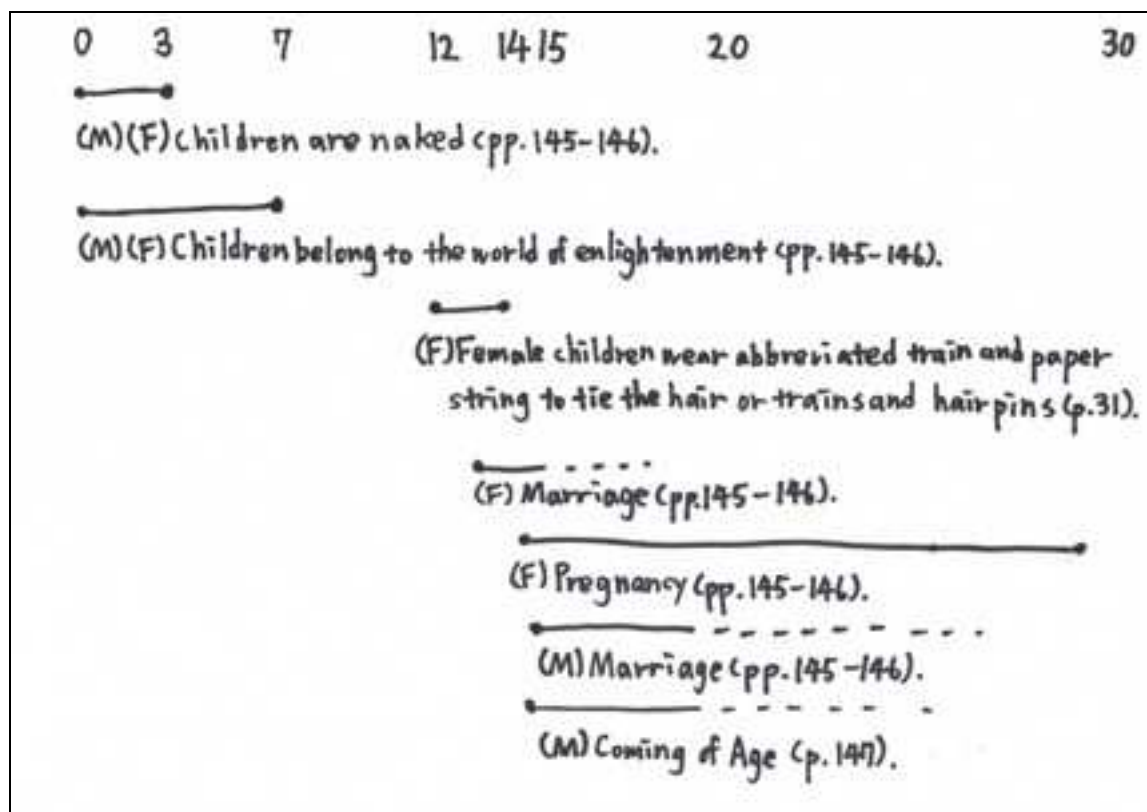 0 3 7 12 14 15 20 30
(M)(F)Children are naked (pp.145-146).
(M)(F)Children belong to the world of enlightenment (pp.145-146).
(F)Female children wear abbreviated train and paper
string to tie the hair or trains and hairpins (p.31).
(F) Marriage (pp.145-146).
(F) Pregnancy (pp.145-146).
(M) Marriage (pp.145-146).
(M) Coming of Age (p.147).